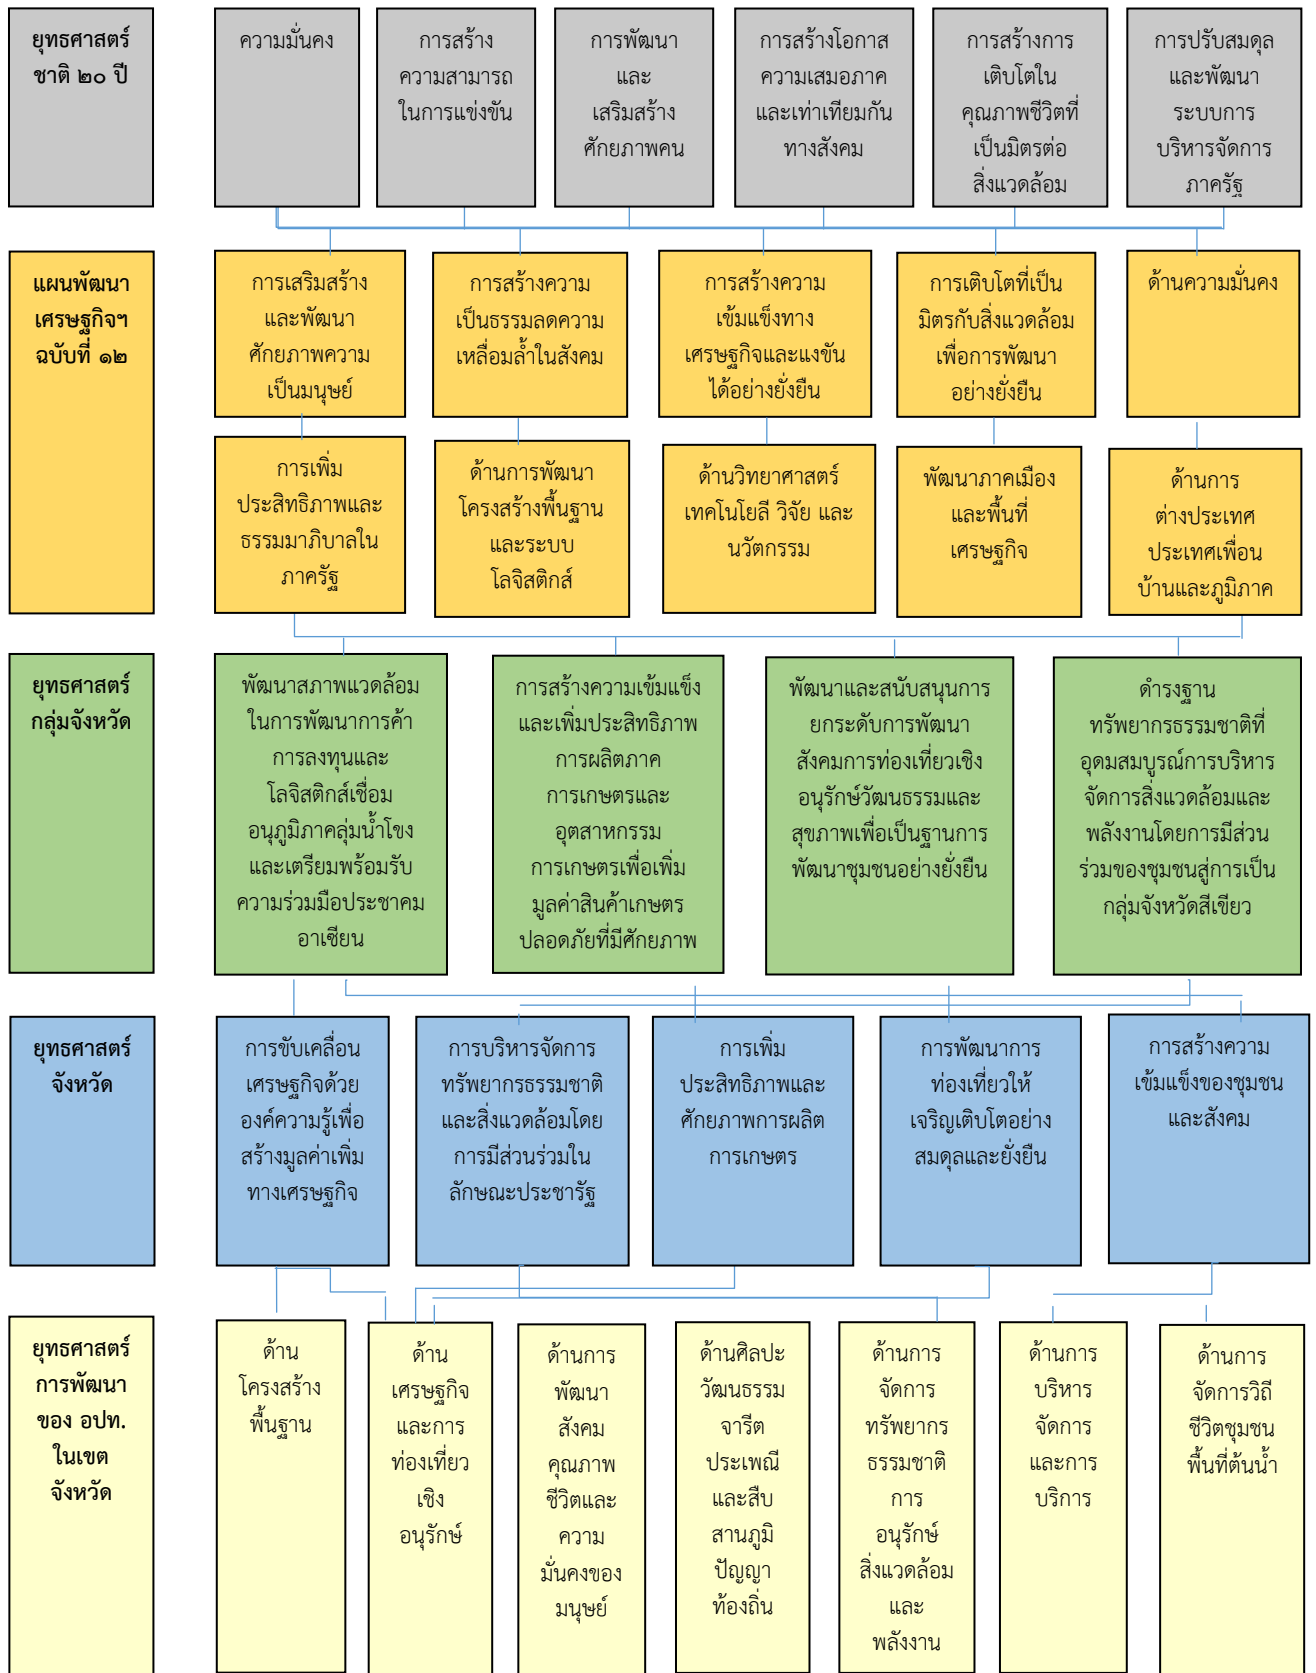 ยุทธศาสตร์
ชาติ ๒๐ ปี
ความมั่นคง
การสร้าง
ความสามารถ
ในการแข่งขัน
การพัฒนา
และ
เสริมสร้าง
ศักยภาพคน
การสร้างโอกาส
ความเสมอภาค
และเท่าเทียมกัน
ทางสังคม
การสร้างการ
เติบโตใน
คุณภาพชีวิตที่
เป็นมิตรต่อ
สิ่งแวดล้อม
การปรับสมดุล
และพัฒนา
ระบบการ
บริหารจัดการ
ภาครัฐ
แผนพัฒนา
เศรษฐกิจฯ
ฉบับที่ ๑๒
การเสริมสร้าง
และพัฒนา
ศักยภาพความ
เป็นมนุษย์
การสร้างความ
เป็นธรรมลดความ
เหลื่อมล้ำในสังคม
การสร้างความ
เข้มแข็งทาง
เศรษฐกิจและแงขัน
ได้อย่างยั่งยืน
การเติบโตที่เป็น
มิตรกับสิ่งแวดล้อม
เพื่อการพัฒนา
อย่างยั่งยืน
ด้านความมั่นคง
การเพิ่ม
ประสิทธิภาพและ
ธรรมมาภิบาลใน
ภาครัฐ
ด้านการพัฒนา
โครงสร้างพื้นฐาน
และระบบ
โลจิสติกส์
ด้านวิทยาศาสตร์
เทคโนโยลี วิจัย และ
นวัตกรรม
พัฒนาภาคเมือง
และพื้นที่
เศรษฐกิจ
ด้านการ
ต่างประเทศ
ประเทศเพื่อน
บ้านและภูมิภาค
ยุทธศาสตร์
กลุ่มจังหวัด
พัฒนาสภาพแวดล้อม
ในการพัฒนาการค้า
การลงทุนและ
โลจิสติกส์เชื่อม
อนุภูมิภาคลุ่มน้ำโขง
และเตรียมพร้อมรับ
ความร่วมมือประชาคม
อาเซียน
การสร้างความเข้มแข็ง
และเพิ่มประสิทธิภาพ
การผลิตภาค
การเกษตรและ
อุตสาหกรรม
การเกษตรเพื่อเพิ่ม
มูลค่าสินค้าเกษตร
ปลอดภัยที่มีศักยภาพ
พัฒนาและสนับสนุนการ
ยกระดับการพัฒนา
สังคมการท่องเที่ยวเชิง
อนุรักษ์วัฒนธรรมและ
สุขภาพเพื่อเป็นฐานการ
พัฒนาชุมชนอย่างยั่งยืน
ดำรงฐาน
ทรัพยากรธรรมชาติที่
อุดมสมบูรณ์การบริหาร
จัดการสิ่งแวดล้อมและ
พลังงานโดยการมีส่วน
ร่วมของชุมชนสู่การเป็น
กลุ่มจังหวัดสีเขียว
ยุทธศาสตร์
จังหวัด
การขับเคลื่อน
เศรษฐกิจด้วย
องค์ความรู้เพื่อ
สร้างมูลค่าเพิ่ม
ทางเศรษฐกิจ
การบริหารจัดการ
ทรัพยากรธรรมชาติ
และสิ่งแวดล้อมโดย
การมีส่วนร่วมใน
ลักษณะประชารัฐ
การเพิ่ม
ประสิทธิภาพและ
ศักยภาพการผลิต
การเกษตร
การพัฒนาการ
ท่องเที่ยวให้
เจริญเติบโตอย่าง
สมดุลและยั่งยืน
การสร้างความ
เข้มแข็งของชุมชน
และสังคม
ยุทธศาสตร์
การพัฒนา
ของ อปท.
ในเขต
จังหวัด
ด้าน
โครงสร้าง
พื้นฐาน
ด้าน
เศรษฐกิจ
และการ
ท่องเที่ยว
เชิง
อนุรักษ์
ด้านการ
พัฒนา
สังคม
คุณภาพ
ชีวิตและ
ความ
มั่นคงของ
มนุษย์
ด้านศิลปะ
วัฒนธรรม
จารีต
ประเพณี
และสืบ
สานภูมิ
ปัญญา
ท้องถิ่น
ด้านการ
จัดการ
ทรัพยากร
ธรรมชาติ
การ
อนุรักษ์
สิ่งแวดล้อม
และ
พลังงาน
ด้านการ
บริหาร
จัดการ
และการ
บริการ
ด้านการ
จัดการวิถี
ชีวิตชุมชน
พื้นที่ต้นน้ำ